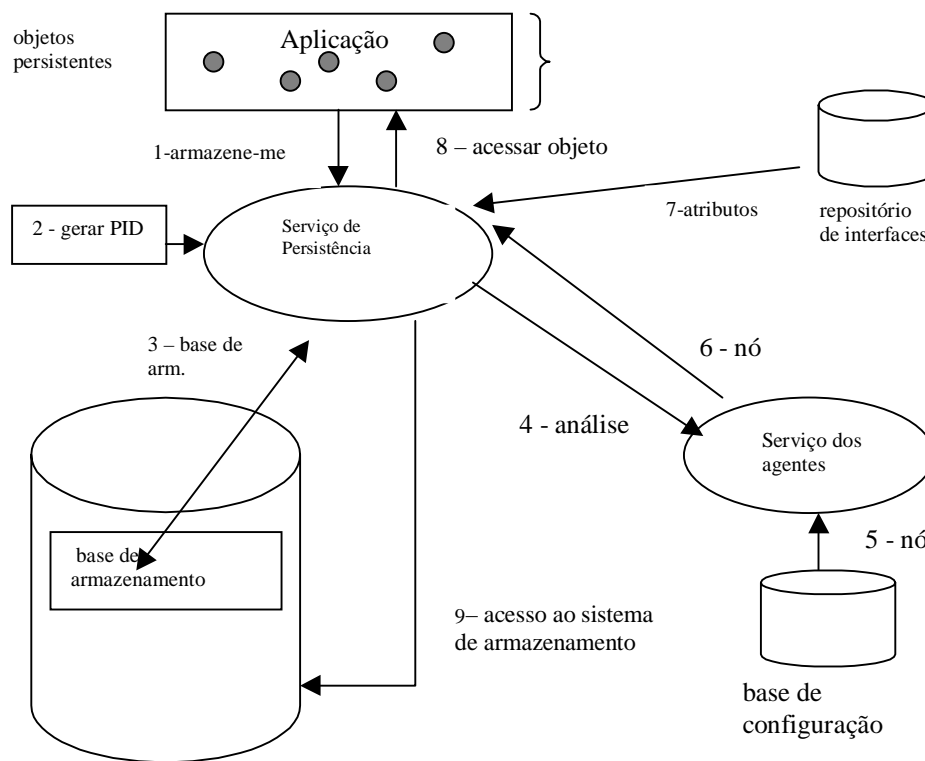 objetos
persistentes
Aplicação
1-armazene-me
8 – acessar objeto
7-atributos
repositório
de interfaces
2 - gerar PID
Serviço de
Persistência
3 – base de
arm.
6 - nó
4 - análise
Serviço dos
agentes
5 - nó
base de
armazenamento
9– acesso ao sistema
de armazenamento
base de
configuração